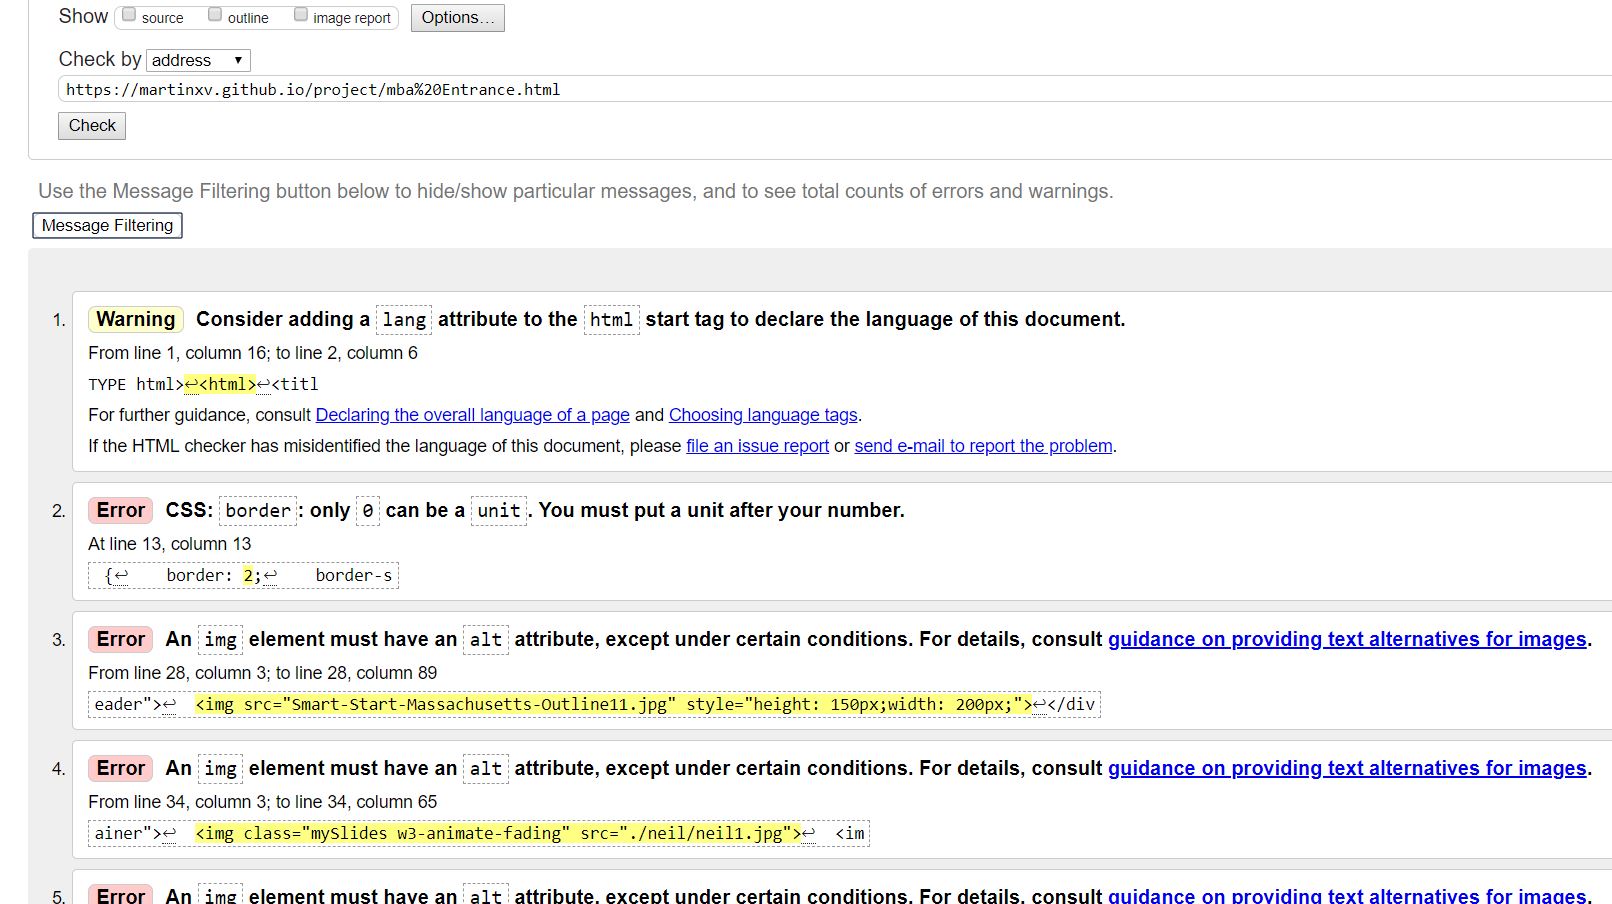 Show source outline image report Options...
Check by address
https://martinxv.github.io/project/mba%20Entrance.html
Check
Use the Message Filtering button below to hide/show particular messages, and to see total counts of errors and warnings.
Message Filtering
1. Warning Consider adding a lang attribute to the html start tag to declare the language of this document.
From line 1, column 16; to line 2, column 6
TYPE html>↩<html>↩<titl
For further guidance, consult Declaring the overall language of a page and Choosing language tags.
If the HTML checker has misidentified the language of this document, please file an issue report or send e-mail to report the problem.
2. Error CSS: border: only 0 can be a unit. You must put a unit after your number.
At line 13, column 13
{↩ border: 2;↩ border-s
3. Error An img element must have an alt attribute, except under certain conditions. For details, consult guidance on providing text alternatives for images.
From line 28, column 3; to line 28, column 89
eader">↩ <img src="Smart-Start-Massachusetts-Outline11.jpg" style="height: 150px;width: 200px;">↩</div
4. Error An img element must have an alt attribute, except under certain conditions. For details, consult guidance on providing text alternatives for images.
From line 34, column 3; to line 34, column 65
ainer">↩ <img class="mySlides w3-animate-fading" src="./neil/neil1.jpg">↩ <im
5. Error An img element must have an alt attribute, except under certain conditions. For details, consult guidance on providing text alternatives for images.